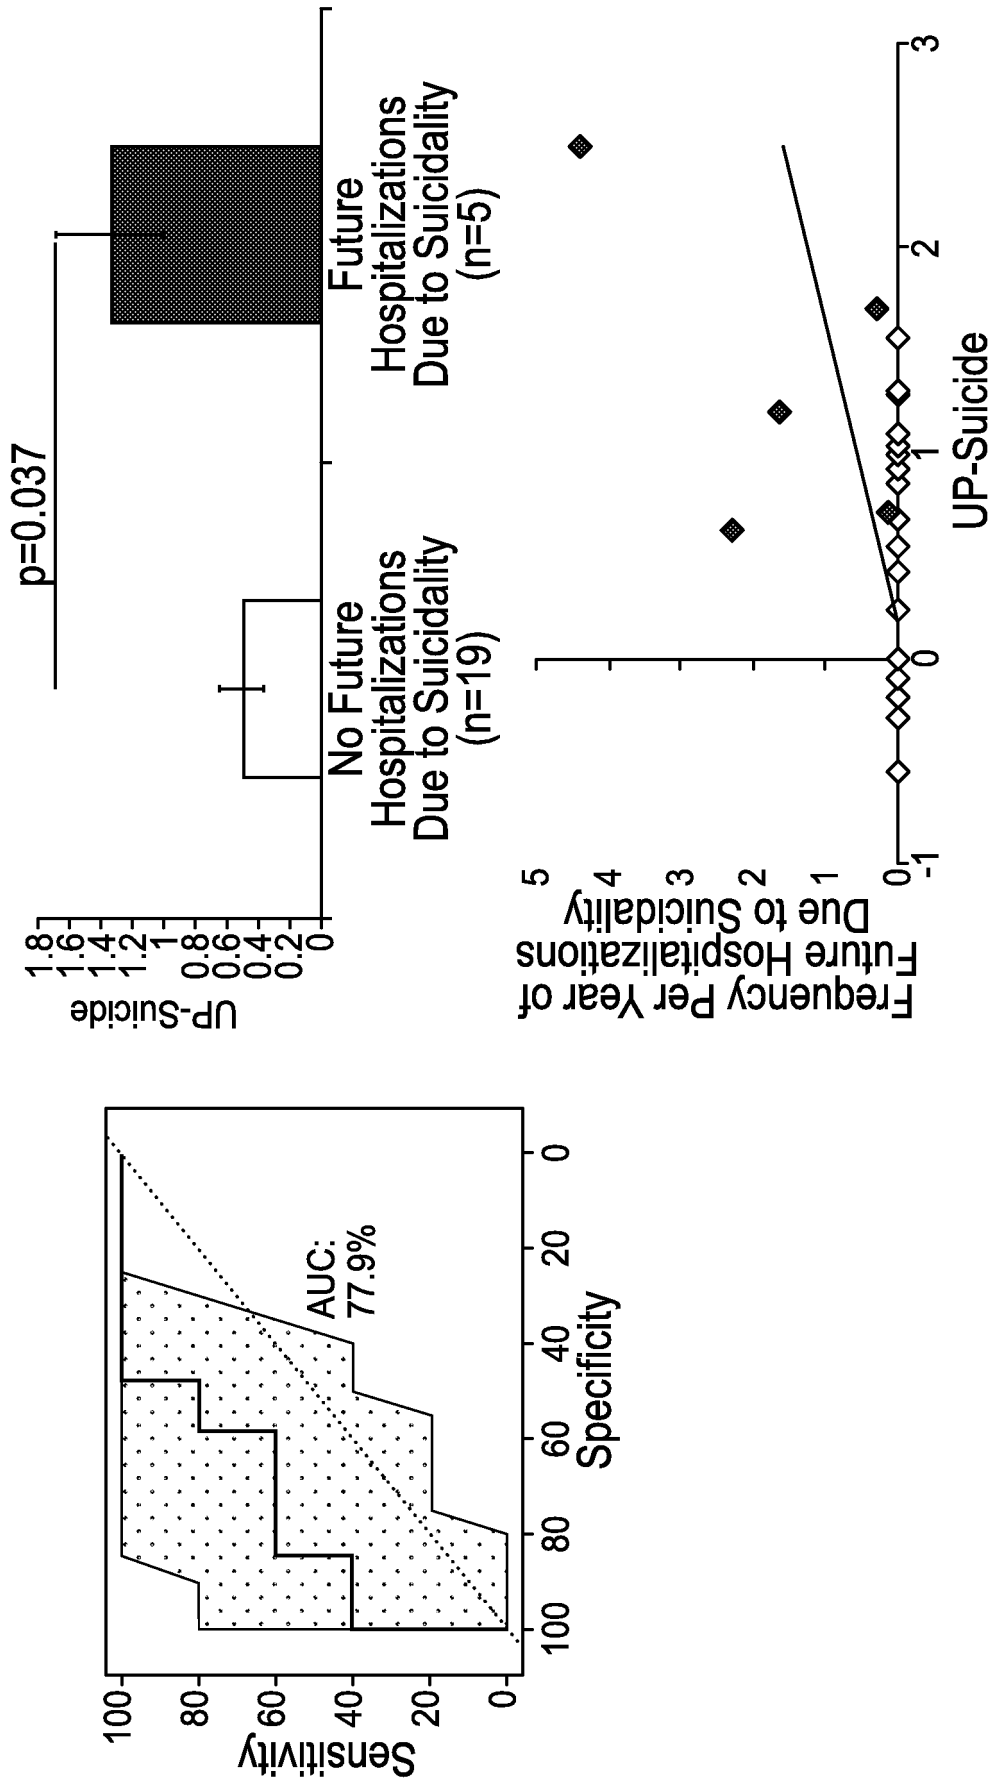 Sensitivity
100
80
60
40
20
0
100
80
60
40
20
0
Specificity
AUC:
77.9%
UP-Suicide
1.8
1.6
1.4
1.2
1
0.8
0.6
0.4
0.2
0
p=0.037
No Future
Hospitalizations
Due to Suicidality
(n=19)
Future
Hospitalizations
Due to Suicidality
(n=5)
Frequency Per Year of
Future Hospitalizations
Due to Suicidality
5
4
3
2
1
0
-1
0
1
2
3
UP-Suicide